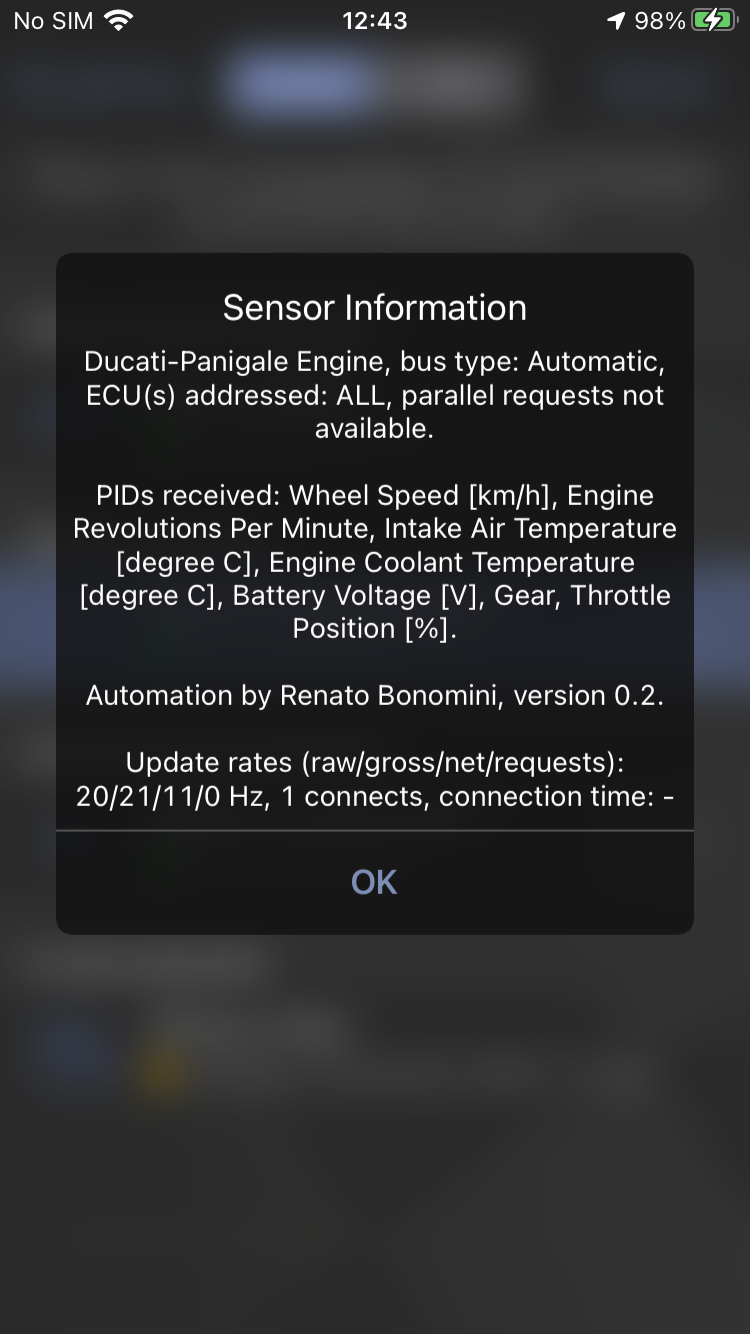 No SIM 12:43 98%
Sensor Information
Ducati-Panigale Engine, bus type: Automatic,
ECU(s) addressed: ALL, parallel requests not
available.
PIDs received: Wheel Speed [km/h], Engine
Revolutions Per Minute, Intake Air Temperature
[degree C], Engine Coolant Temperature
[degree C], Battery Voltage [V], Gear, Throttle
Position [%].
Automation by Renato Bonomini, version 0.2.
Update rates (raw/gross/net/requests):
20/21/11/0 Hz, 1 connects, connection time: -
OK